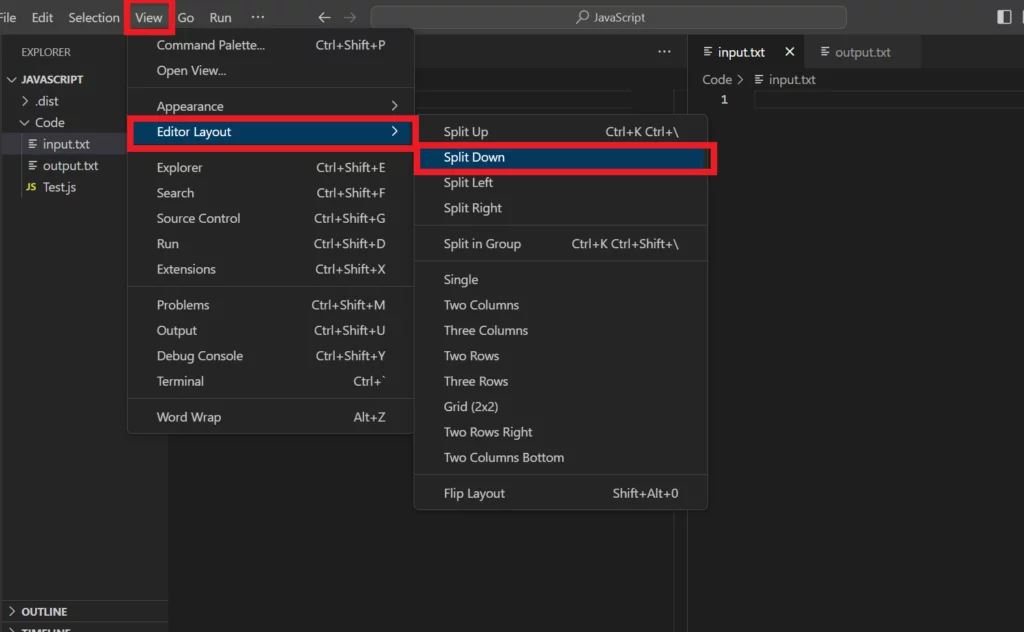 File Edit Selection View Go Run ··· JavaScript
EXPLORER
JAVASCRIPT
.dist
Code
input.txt
output.txt
JS Test.js
OUTLINE
TIMELINE
Command Palette... Ctrl+Shift+P
Open View...
Appearance
Editor Layout
Explorer Ctrl+Shift+E
Search Ctrl+Shift+F
Source Control Ctrl+Shift+G
Run Ctrl+Shift+D
Extensions Ctrl+Shift+X
Problems Ctrl+Shift+M
Output Ctrl+Shift+U
Debug Console Ctrl+Shift+Y
Terminal Ctrl+`
Word Wrap Alt+Z
Split Up Ctrl+K Ctrl+\
Split Down
Split Left
Split Right
Split in Group Ctrl+K Ctrl+Shift+\
Single
Two Columns
Three Columns
Two Rows
Three Rows
Grid (2x2)
Two Rows Right
Two Columns Bottom
Flip Layout Shift+Alt+0
input.txt output.txt
Code > input.txt
1